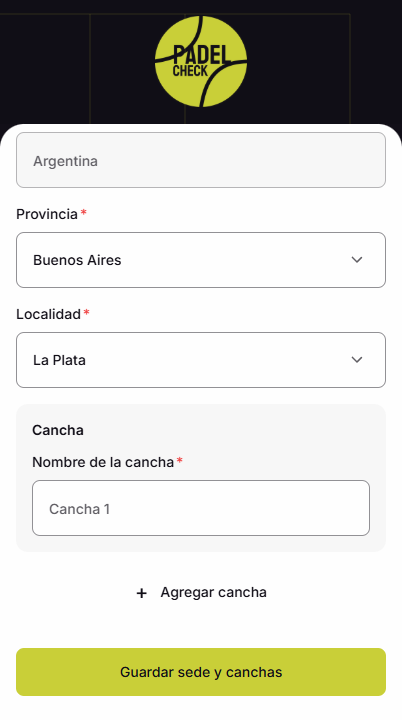 PADEL
CHECK
Argentina
Provincia *
Buenos Aires
Localidad *
La Plata
Cancha
Nombre de la cancha *
Cancha 1
+ Agregar cancha
Guardar sede y canchas